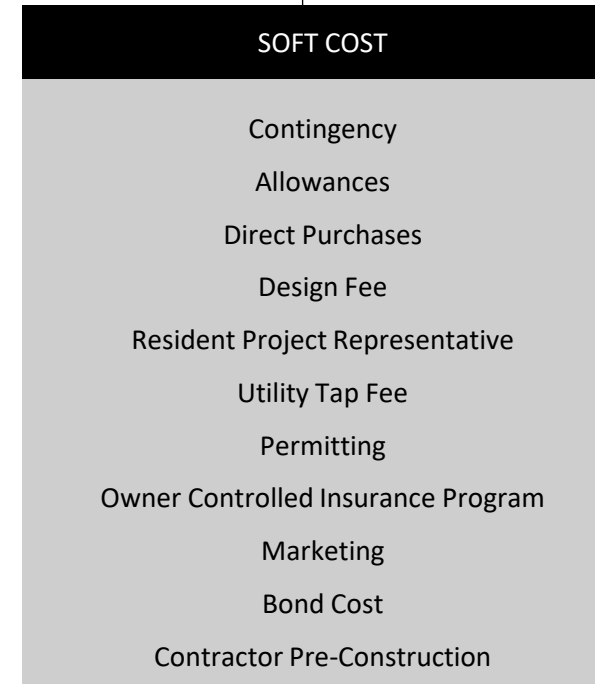 SOFT COST
Contingency
Allowances
Direct Purchases
Design Fee
Resident Project Representative
Utility Tap Fee
Permitting
Owner Controlled Insurance Program
Marketing
Bond Cost
Contractor Pre-Construction